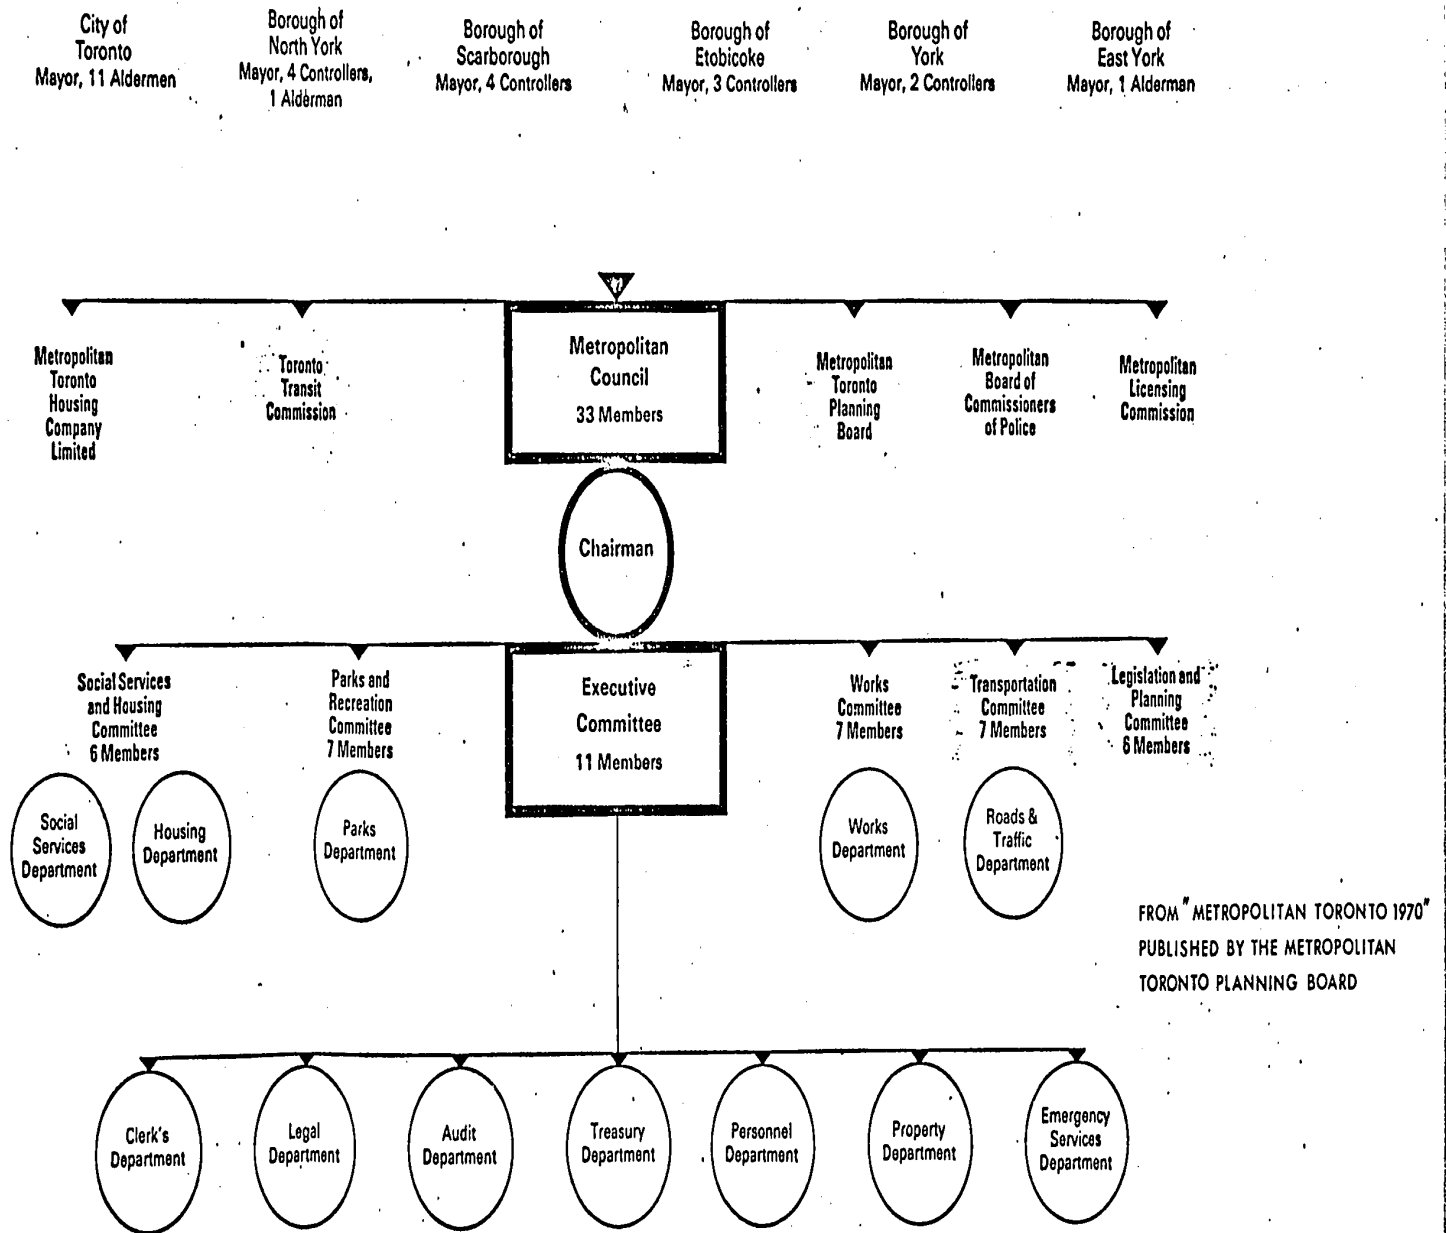 City of
Toronto
Mayor, 11 Aldermen
Borough of
North York
Mayor, 4 Controllers,
1 Alderman
Borough of
Scarborough
Mayor, 4 Controllers
Borough of
Etobicoke
Mayor, 3 Controllers
Borough of
York
Mayor, 2 Controllers
Borough of
East York
Mayor, 1 Alderman
Metropolitan
Toronto
Housing
Company
Limited
Toronto
Transit
Commission
Metropolitan
Council
33 Members
Metropolitan
Toronto
Planning
Board
Metropolitan
Board of
Commissioners
of Police
Metropolitan
Licensing
Commission
Chairman
Social Services
and Housing
Committee
6 Members
Parks and
Recreation
Committee
7 Members
Executive
Committee
11 Members
Works
Committee
7 Members
Transportation
Committee
7 Members
Legislation and
Planning
Committee
6 Members
Social
Services
Department
Housing
Department
Parks
Department
Works
Department
Roads &
Traffic
Department
FROM "METROPOLITAN TORONTO 1970"
PUBLISHED BY THE METROPOLITAN
TORONTO PLANNING BOARD
Clerk's
Department
Legal
Department
Audit
Department
Treasury
Department
Personnel
Department
Property
Department
Emergency
Services
Department